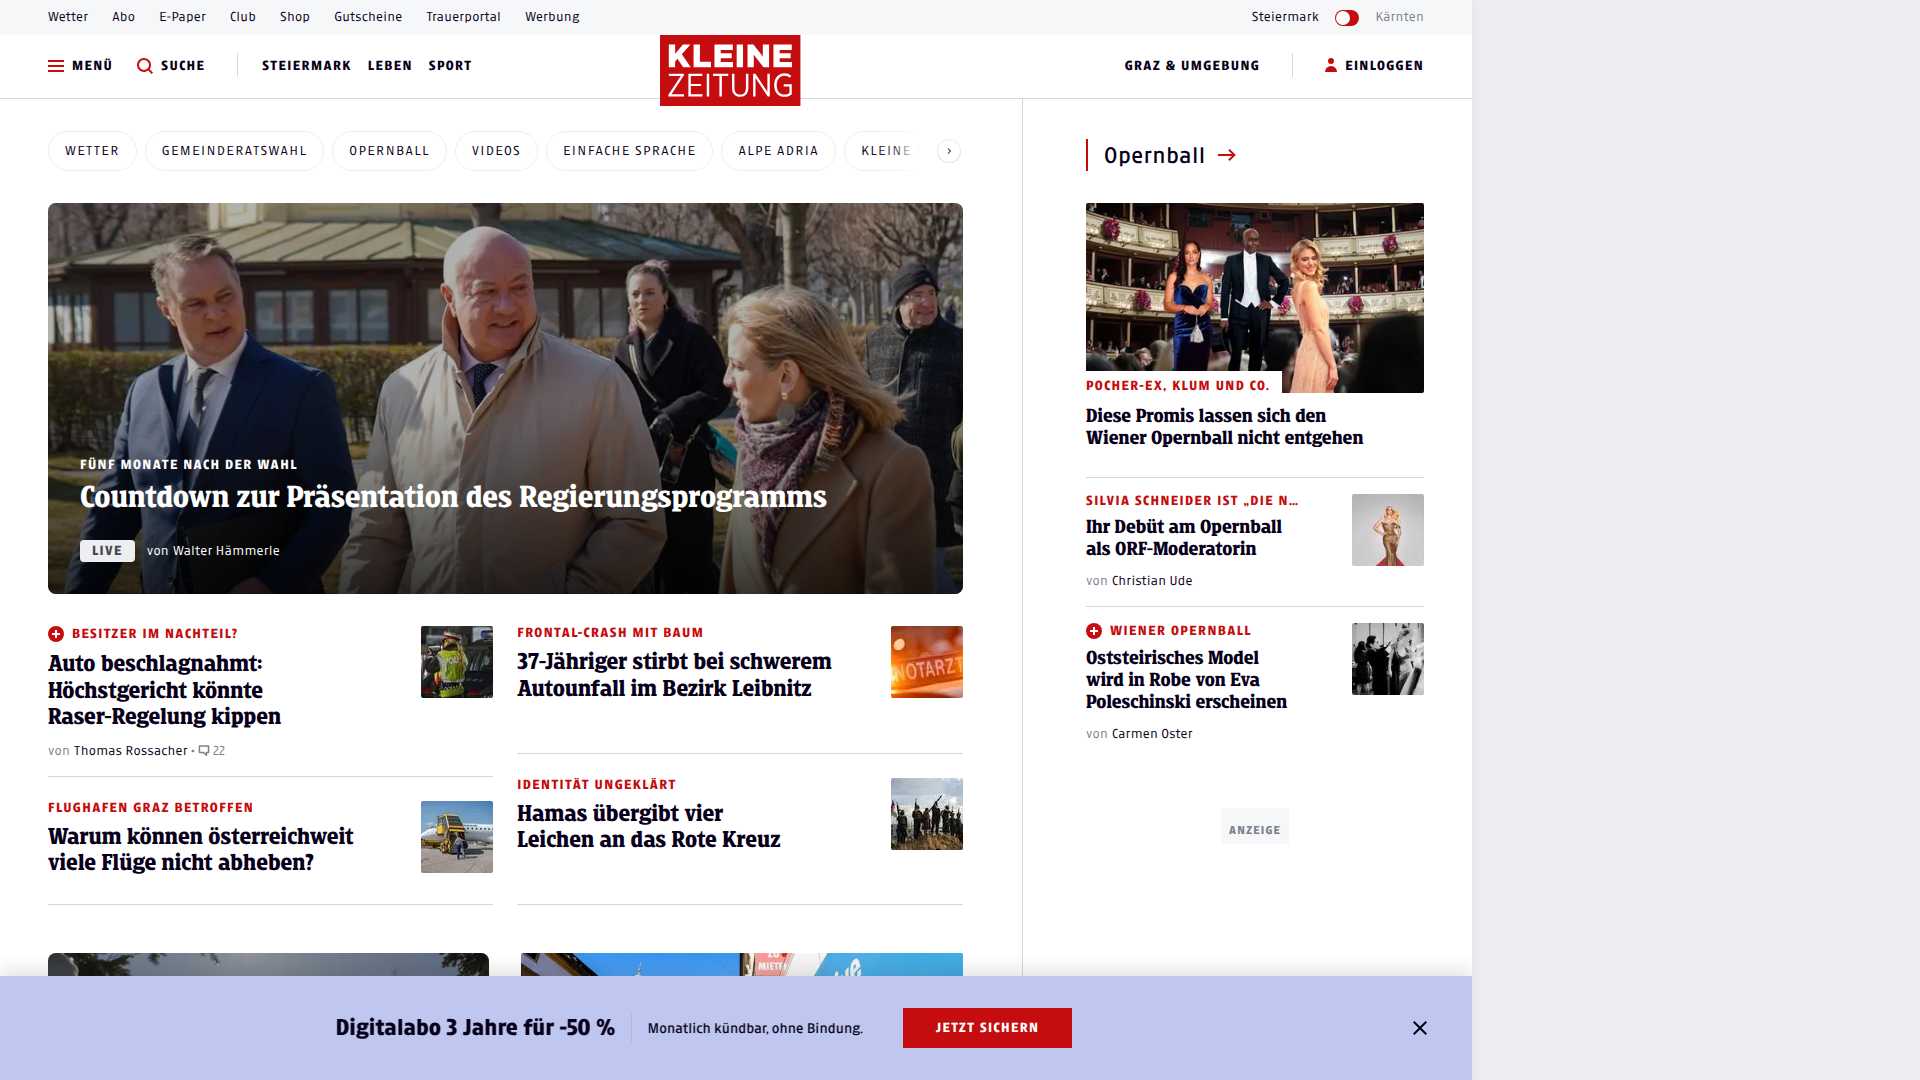 Wetter Abo E-Paper Club Shop Gutscheine Trauerportal Werbung Steiermark Kärnten
MENÜ SUCHE STEIERMARK LEBEN SPORT
KLEINE
ZEITUNG
GRAZ & UMGEBUNG EINLOGGEN
WETTER GEMEINDERATSWAHL OPERNBALL VIDEOS EINFACHE SPRACHE ALPE ADRIA KLEINE
FÜNF MONATE NACH DER WAHL
Countdown zur Präsentation des Regierungsprogramms
LIVE von Walter Hämmerle
BESITZER IM NACHTEIL?
Auto beschlagnahmt:
Höchstgericht könnte
Raser-Regelung kippen
von Thomas Rossacher • 22
FRONTAL-CRASH MIT BAUM
37-Jähriger stirbt bei schwerem
Autounfall im Bezirk Leibnitz
NOTARZT
FLUGHAFEN GRAZ BETROFFEN
Warum können österreichweit
viele Flüge nicht abheben?
IDENTITÄT UNGEKLÄRT
Hamas übergibt vier
Leichen an das Rote Kreuz
Opernball
POCHER-EX, KLUM UND CO.
Diese Promis lassen sich den
Wiener Opernball nicht entgehen
SILVIA SCHNEIDER IST „DIE N…
Ihr Debüt am Opernball
als ORF-Moderatorin
von Christian Ude
WIENER OPERNBALL
Oststeirisches Model
wird in Robe von Eva
Poleschinski erscheinen
von Carmen Oster
ANZEIGE
Digitalabo 3 Jahre für -50 %
Monatlich kündbar, ohne Bindung.
JETZT SICHERN